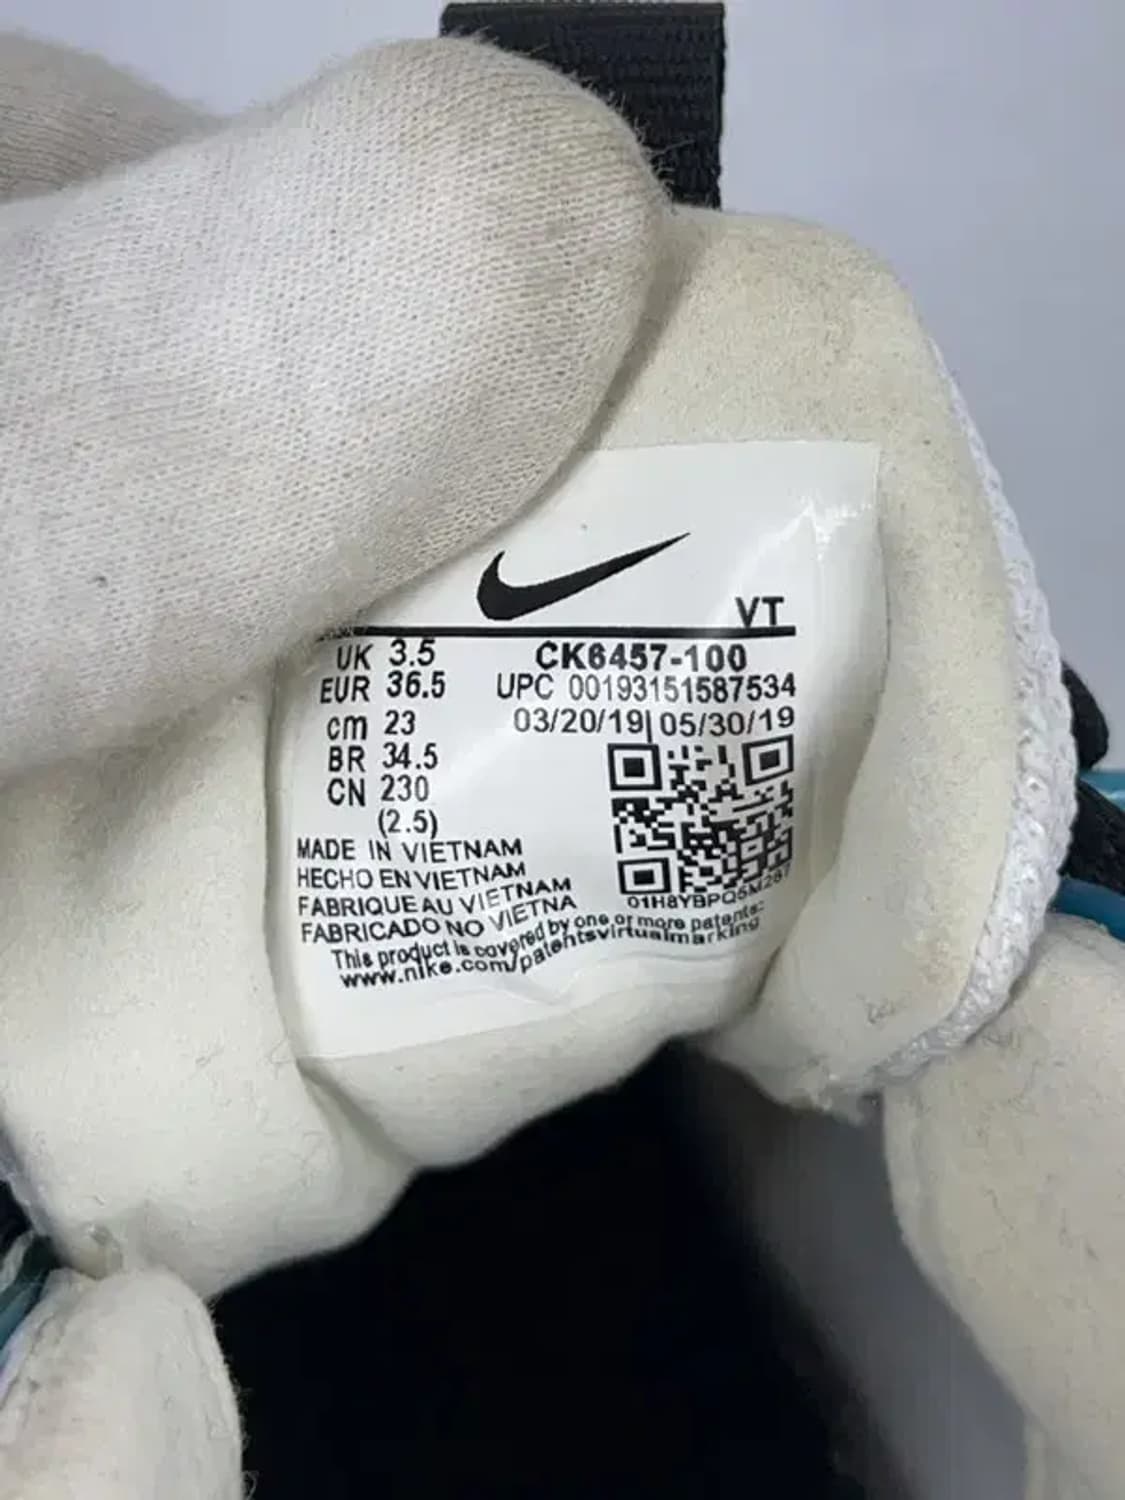 VT
UK 3.5
EUR 36.5
cm 23
BR 34.5
CN 230
(2.5)
CK6457-100
UPC 00193151587534
03/20/19| 05/30/19
01H8YBPQ5M287
MADE IN VIETNAM
HECHO EN VIETNAM
FABRIQUE AU VIETNAM
FABRICADO NO VIETNA
This product is covered by one or more patents:
www.nike.com/patentsvirtualmarking